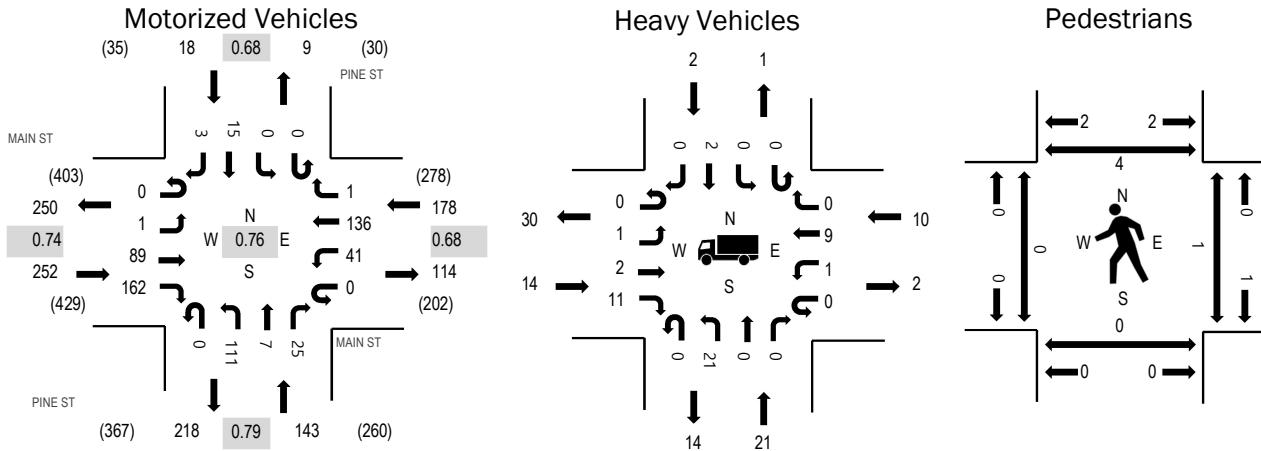 Motorized Vehicles
(35) 18 0.68 9 (30)
PINE ST
3 15 0 0
MAIN ST
(403) 0 1 (278)
250 1 N 136 178
0.74 W 0.76 E 0.68
89 S 41
252 162 0 114
(429) (202)
0 111 7 25
MAIN ST
PINE ST
(367) 218 0.79 143 (260)
Heavy Vehicles
2 1
0 2 0 0
0 0
30 1 N 9 10
W E
2 S 1
14 11 0 2
0 21 0 0
14 21
Pedestrians
2 2
4
0 N 0
W E
0 1
0 S 1
0
0 0